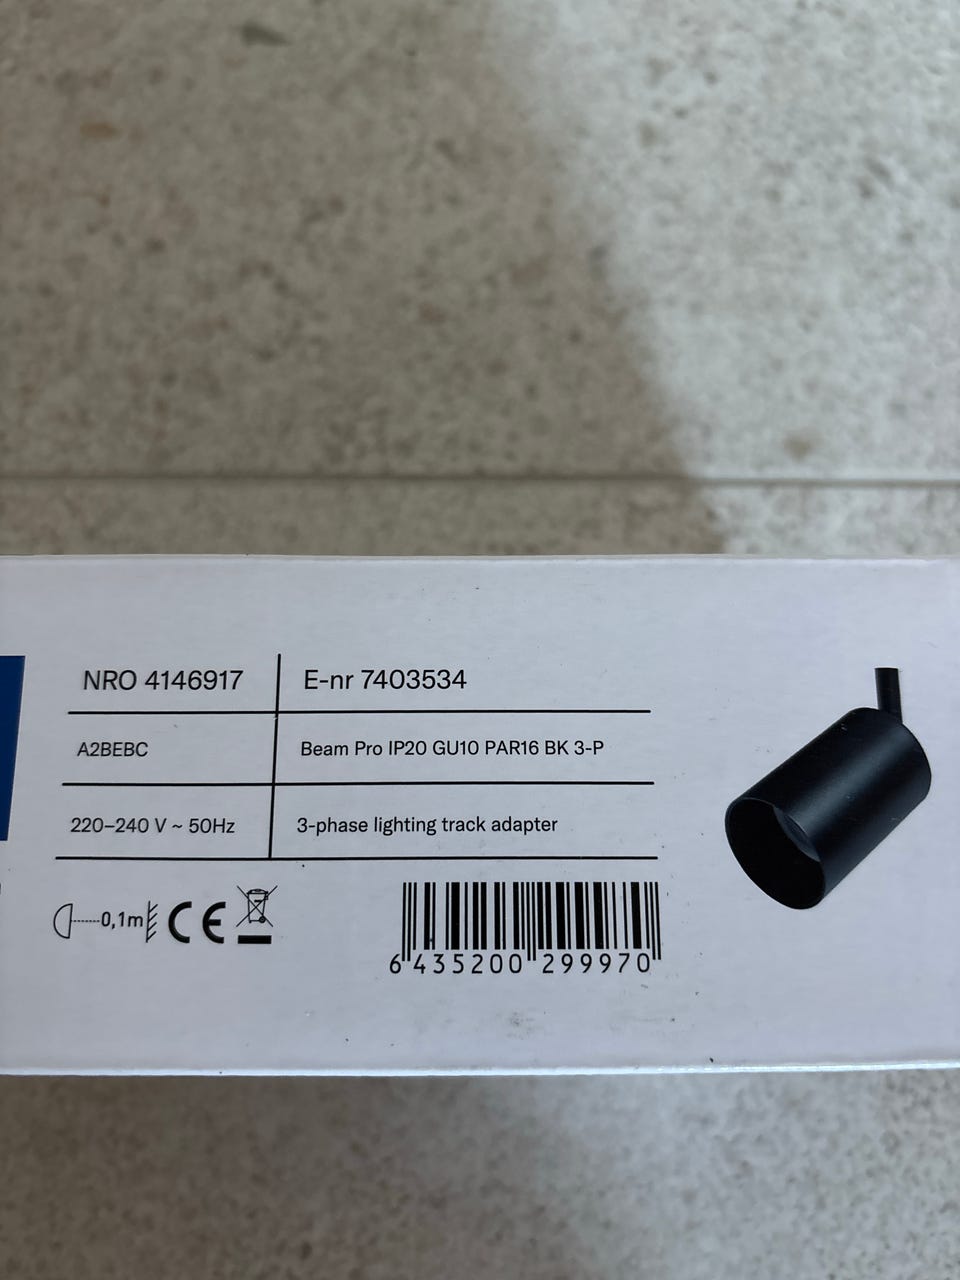 NRO 4146917
E-nr 7403534
A2BEBC
Beam Pro IP20 GU10 PAR16 BK 3-P
220–240 V ~ 50Hz
3-phase lighting track adapter
0,1m
CE
6 435200 299970